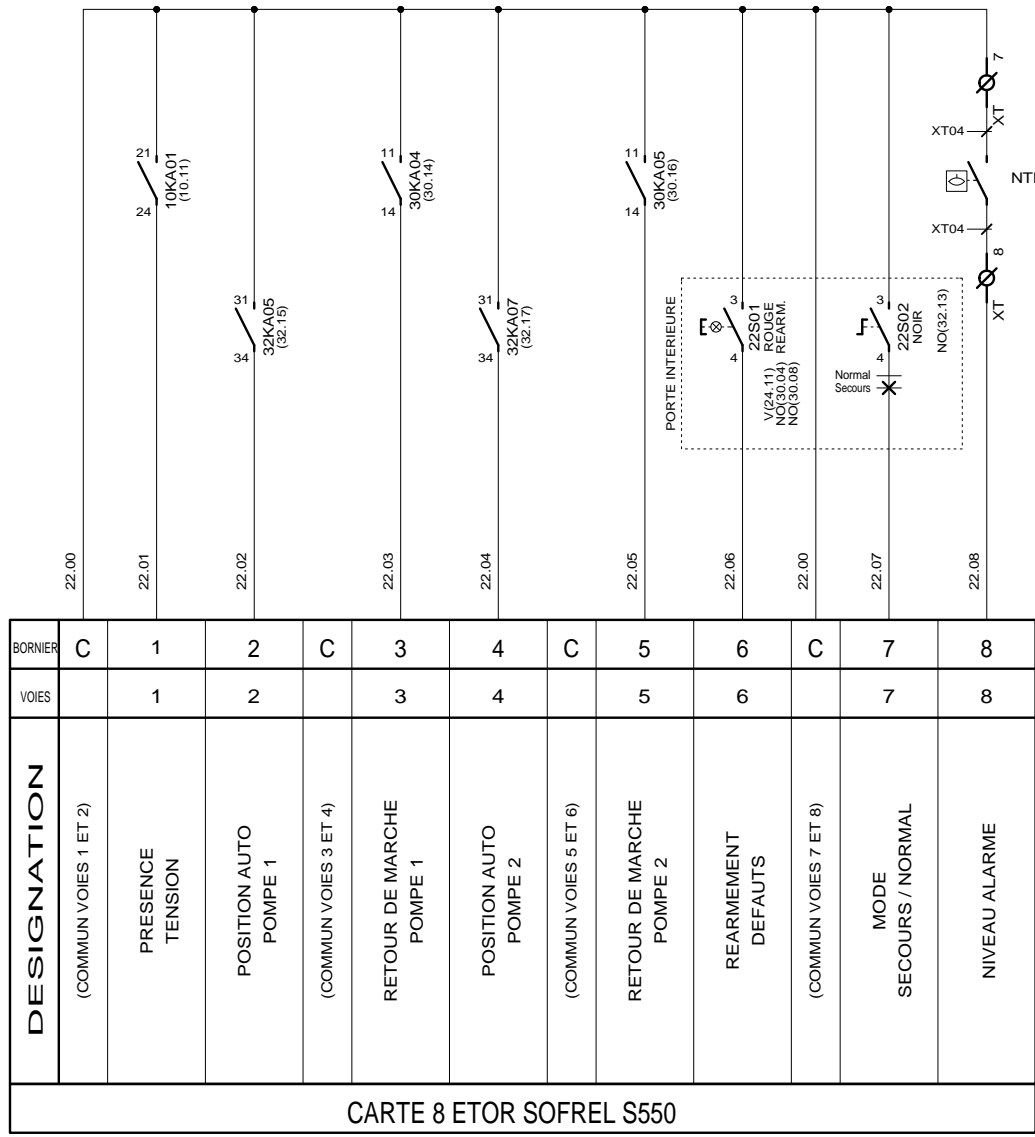 7
XT
XT04
NT
XT04
8
XT
21
10KA01
(10.11)
24
11
30KA04
(30.14)
14
11
30KA05
(30.16)
14
31
32KA05
(32.15)
34
31
32KA07
(32.17)
34
PORTE INTERIEURE
3
22S01
ROUGE
REARM.
4
V(24.11)
NO(30.04)
NO(30.08)
3
22S02
NOIR
4
NO(32.13)
Normal
Secours
22.00
22.01
22.02
22.03
22.04
22.05
22.06
22.00
22.07
22.08
BORNIER C 1 2 C 3 4 C 5 6 C 7 8
VOIES 1 2 3 4 5 6 7 8
DESIGNATION
(COMMUN VOIES 1 ET 2)
PRESENCE
TENSION
POSITION AUTO
POMPE 1
(COMMUN VOIES 3 ET 4)
RETOUR DE MARCHE
POMPE 1
POSITION AUTO
POMPE 2
(COMMUN VOIES 5 ET 6)
RETOUR DE MARCHE
POMPE 2
REARMEMENT
DEFAUTS
(COMMUN VOIES 7 ET 8)
MODE
SECOURS / NORMAL
NIVEAU ALARME
CARTE 8 ETOR SOFREL S550